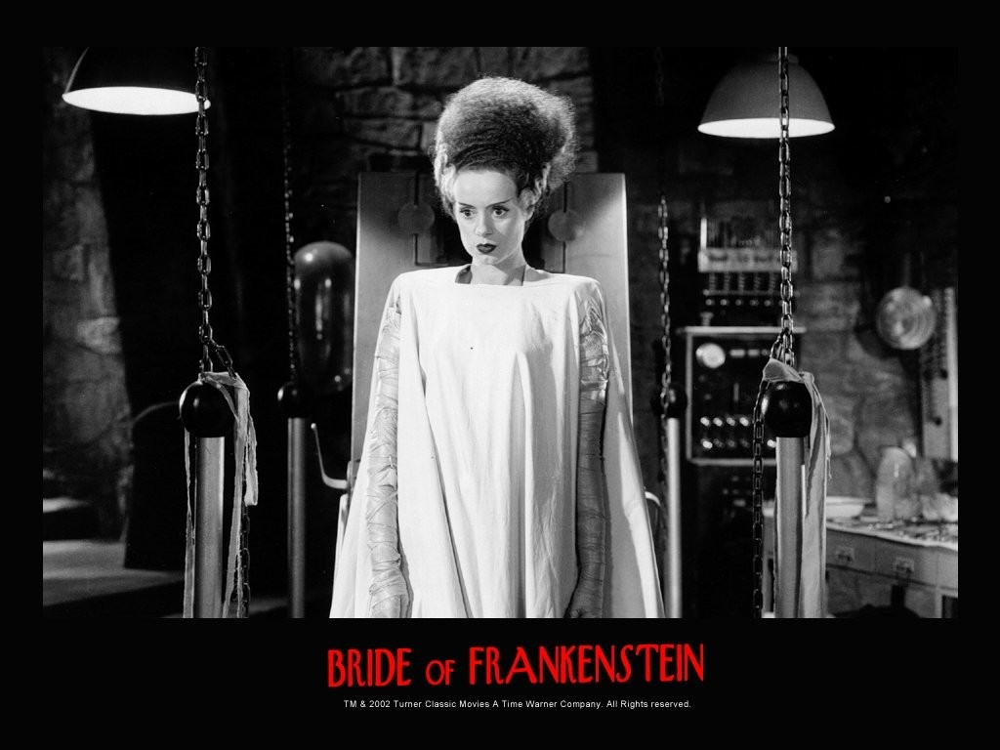 BRIDE OF FRANKENSTEIN
TM & 2002 Turner Classic Movies A Time Warner Company. All Rights reserved.